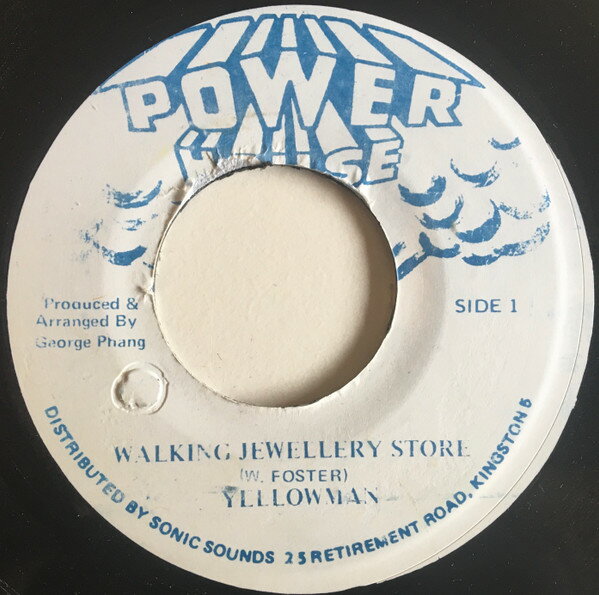 POWER
HOUSE
Produced &
Arranged By
George Phang
SIDE 1
WALKING JEWELLERY STORE
(W. FOSTER)
YELLOWMAN
DISTRIBUTED BY SONIC SOUNDS 25 RETIREMENT ROAD, KINGSTON 5